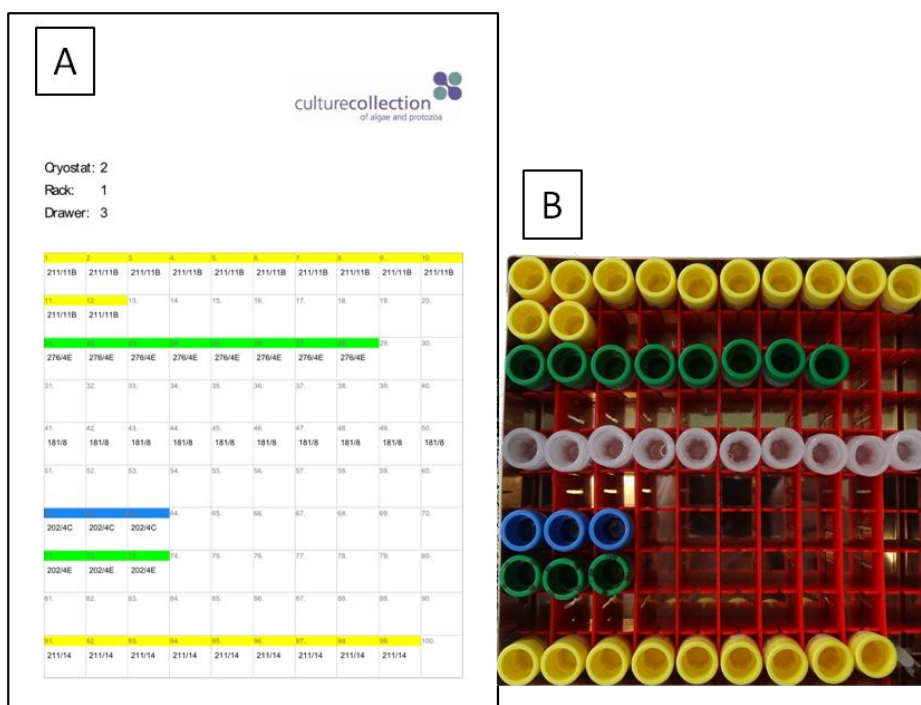 A
culturecollection
of algae and protozoa
Cryostat: 2
Rack: 1
Drawer: 3
B
1. 2. 3. 4. 5. 6. 7. 8. 9. 10.
211/11B 211/11B 211/11B 211/11B 211/11B 211/11B 211/11B 211/11B 211/11B 211/11B
11. 12. 13. 14. 15. 16. 17. 18. 19. 20.
211/11B 211/11B
22. 23. 24. 25. 26. 27. 28. 29. 30.
276/4E 276/4E 276/4E 276/4E 276/4E 276/4E 276/4E 276/4E
31. 32. 33. 34. 35. 36. 37. 38. 39. 40.
41. 42. 43. 44. 45. 46. 47. 48. 49. 50.
181/8 181/8 181/8 181/8 181/8 181/8 181/8 181/8 181/8 181/8
51. 52. 53. 54. 55. 56. 57. 58. 59. 60.
64. 65. 66. 67. 68. 69. 70.
202/4C 202/4C 202/4C
72. 73. 74. 75. 76. 77. 78. 79. 80.
202/4E 202/4E 202/4E
81. 82. 83. 84. 85. 86. 87. 88. 89. 90.
91. 92. 93. 94. 95. 96. 97. 98. 99. 100.
211/14 211/14 211/14 211/14 211/14 211/14 211/14 211/14 211/14